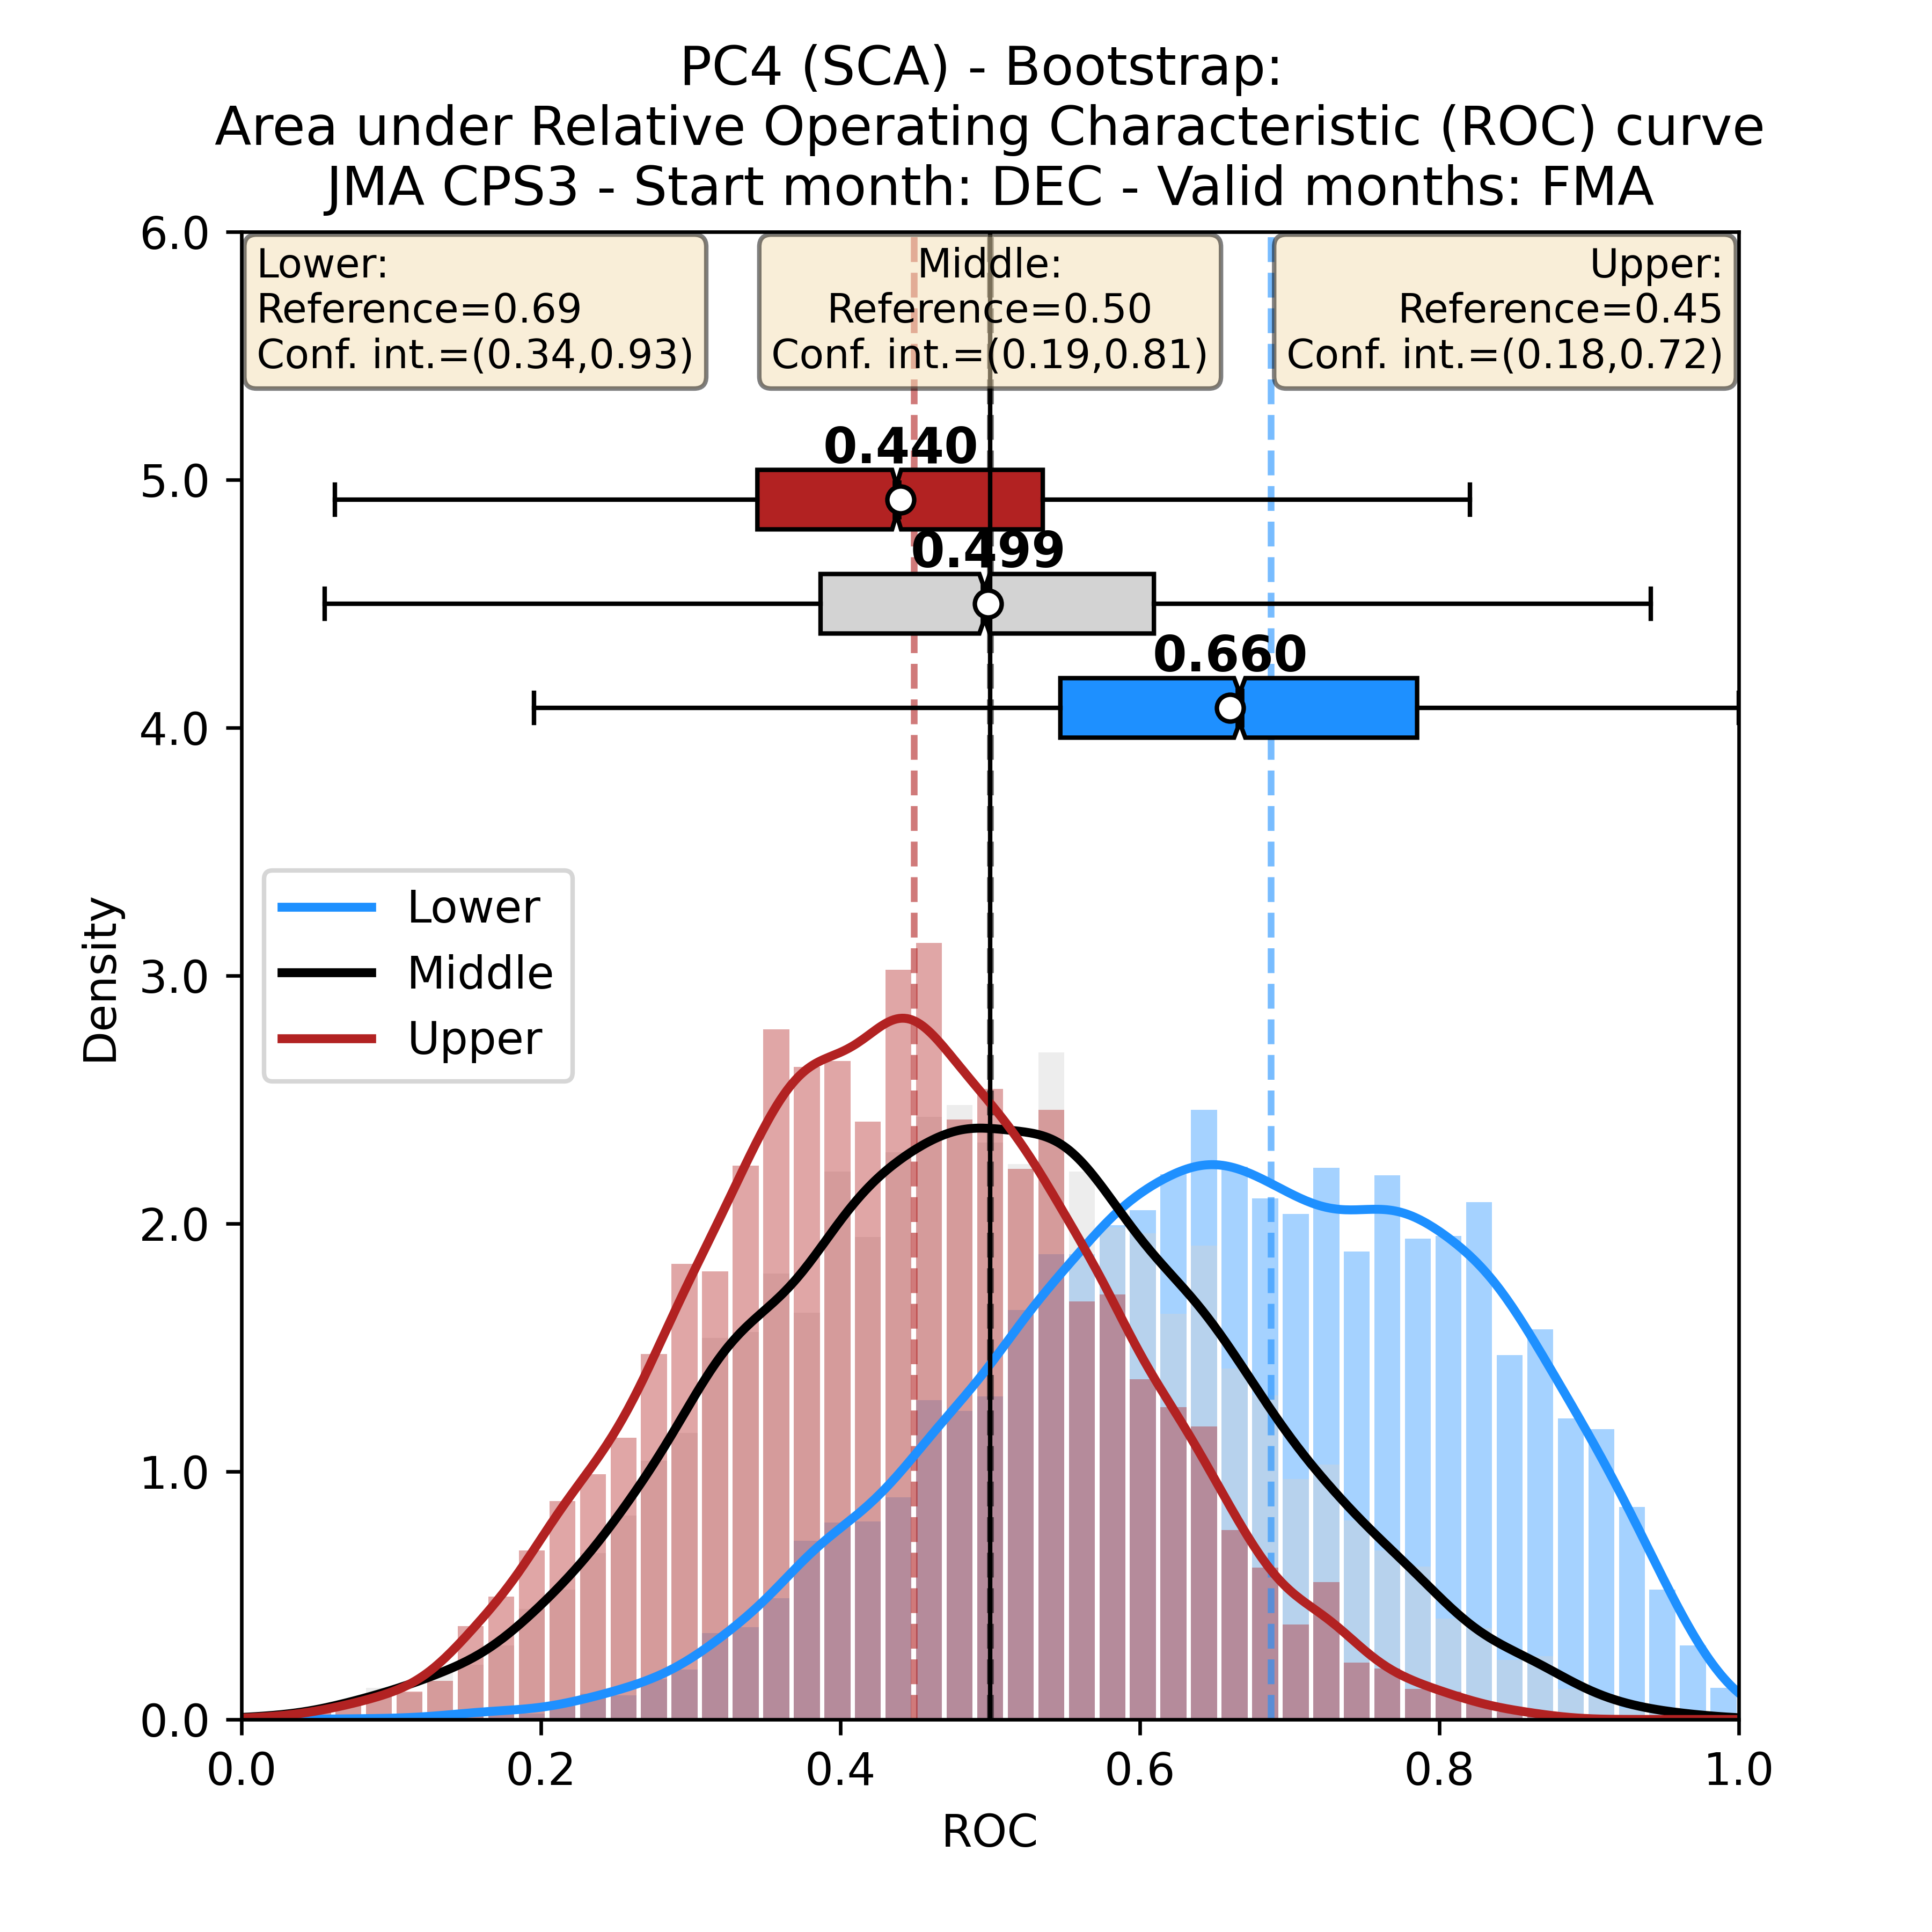 PC4 (SCA) - Bootstrap:
Area under Relative Operating Characteristic (ROC) curve
JMA CPS3 - Start month: DEC - Valid months: FMA
Lower:
Reference=0.69
Conf. int.=(0.34,0.93)
Middle:
Reference=0.50
Conf. int.=(0.19,0.81)
Upper:
Reference=0.45
Conf. int.=(0.18,0.72)
0.440
0.499
0.660
Lower
Middle
Upper
Density
6.0
5.0
4.0
3.0
2.0
1.0
0.0
0.0 0.2 0.4 0.6 0.8 1.0
ROC